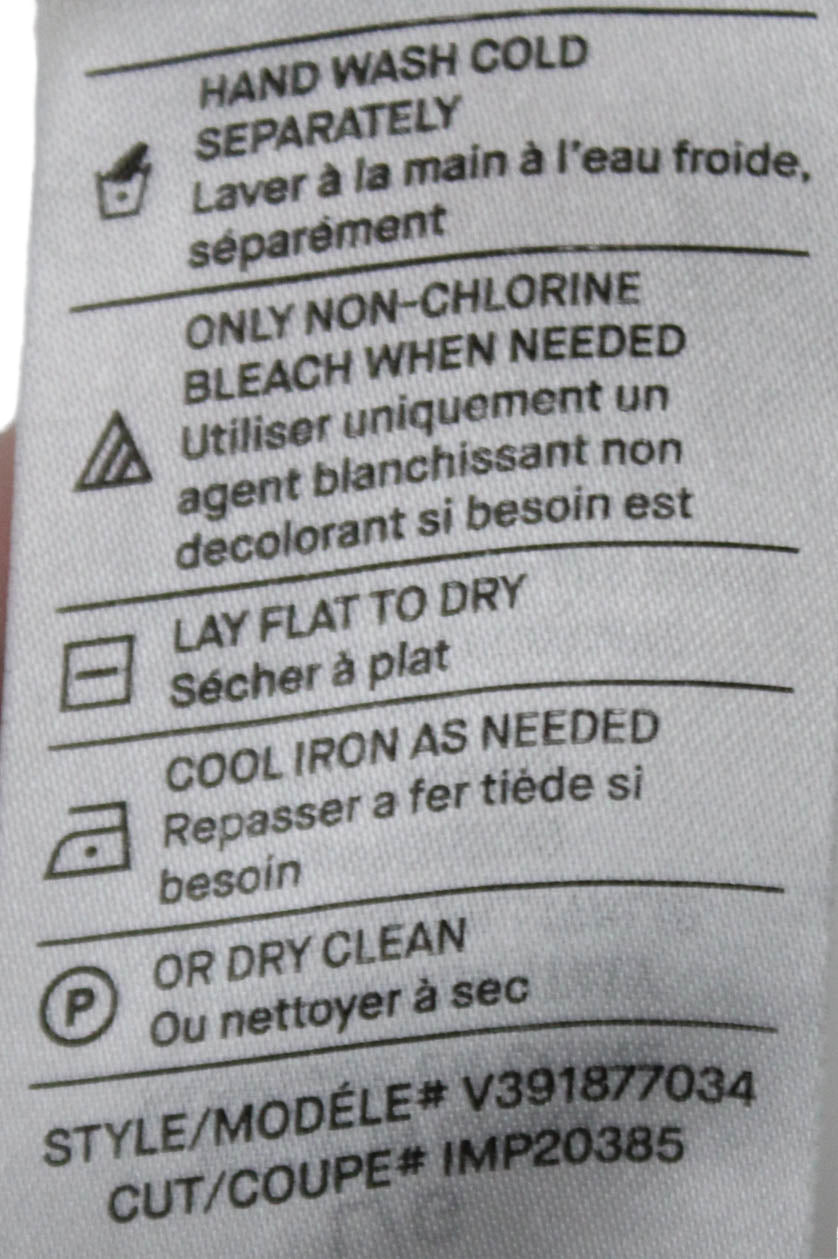 HAND WASH COLD
SEPARATELY
Laver à la main à l'eau froide,
séparément
ONLY NON-CHLORINE
BLEACH WHEN NEEDED
Utiliser uniquement un
agent blanchissant non
decolorant si besoin est
LAY FLAT TO DRY
Sécher à plat
COOL IRON AS NEEDED
Repasser a fer tiède si
besoin
P
OR DRY CLEAN
Ou nettoyer à sec
STYLE/MODÉLE# V391877034
CUT/COUPE# IMP20385